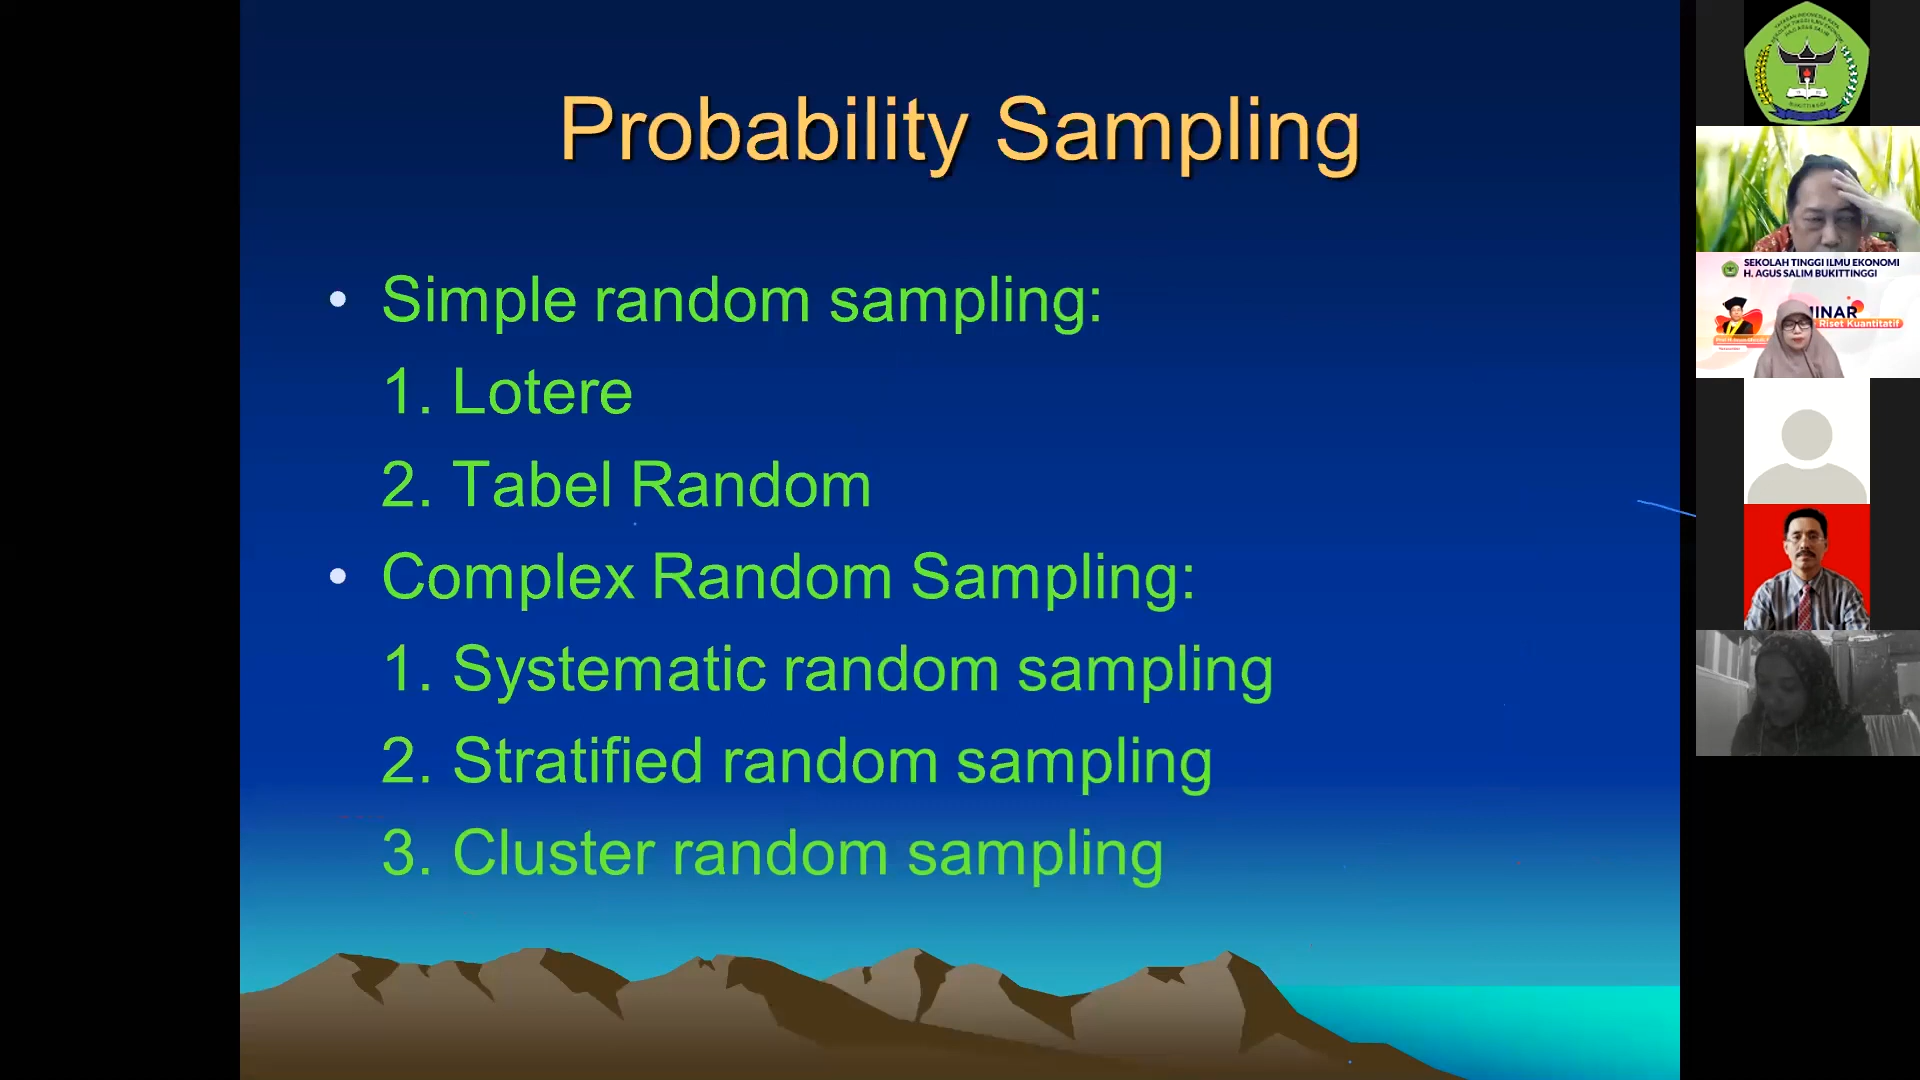 Probability Sampling
• Simple random sampling:
1. Lotere
2. Tabel Random
• Complex Random Sampling:
1. Systematic random sampling
2. Stratified random sampling
3. Cluster random sampling
BUKITTINGGI
SEKOLAH TINGGI ILMU EKONOMI
H. AGUS SALIM BUKITTINGGI
INAR
Riset Kuantitatif